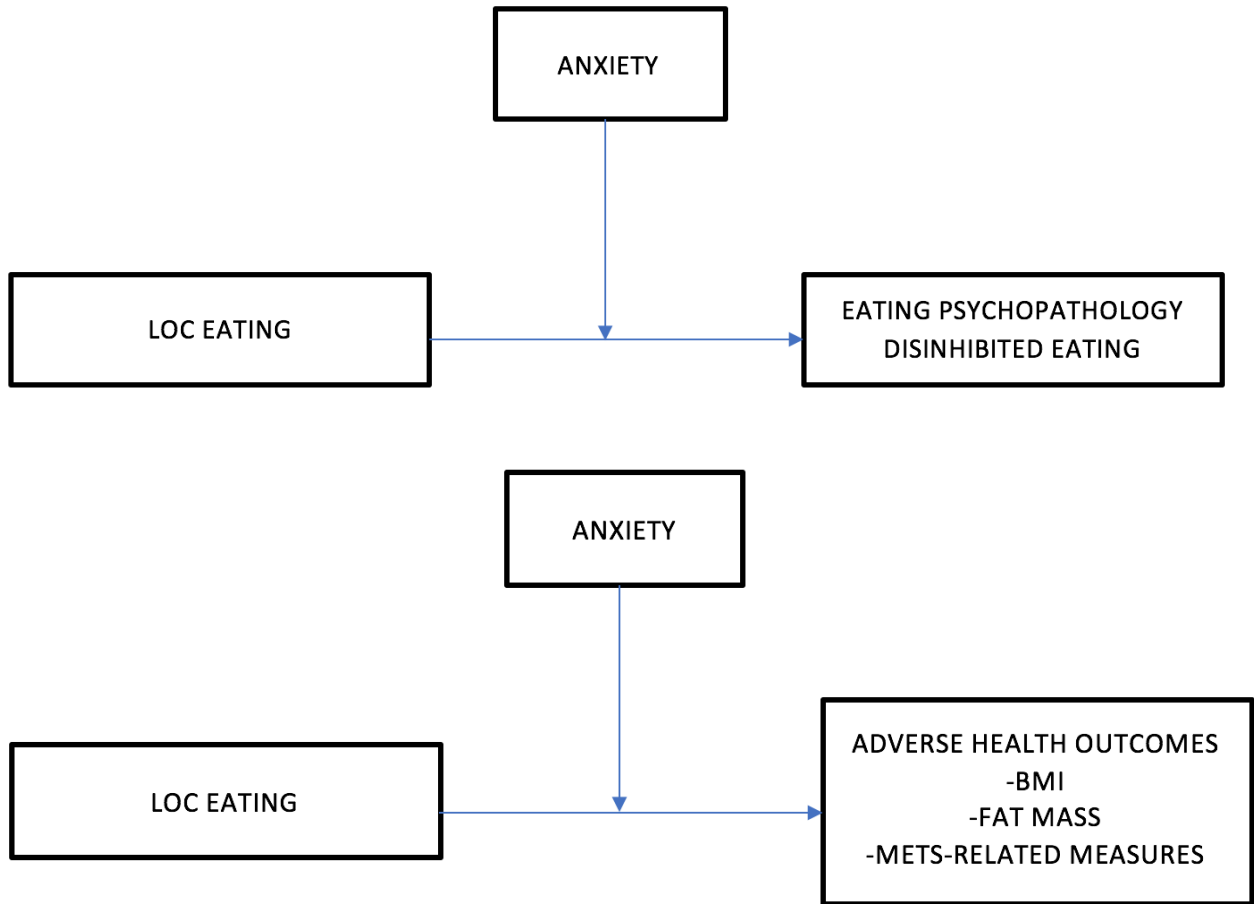 ANXIETY
LOC EATING
EATING PSYCHOPATHOLOGY
DISINHIBITED EATING
ANXIETY
LOC EATING
ADVERSE HEALTH OUTCOMES
-BMI
-FAT MASS
-METS-RELATED MEASURES